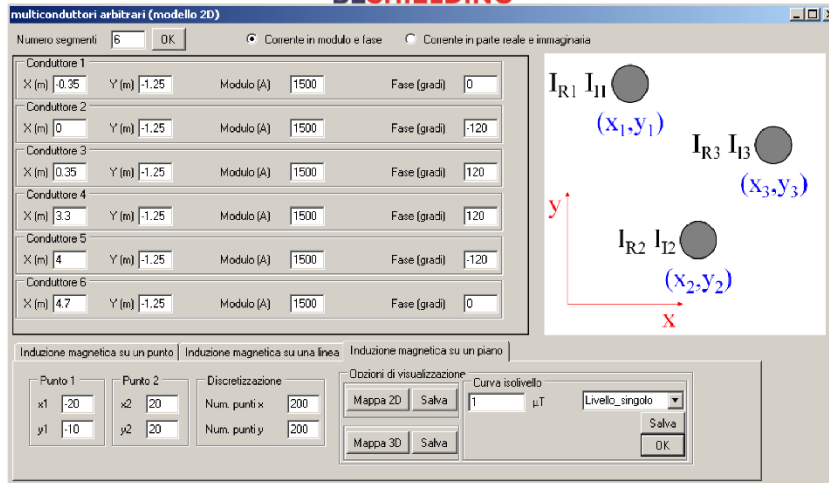 BESHIELDING
multiconduttori arbitrari (modello 2D)
Numero segmenti 6 OK Corrente in modulo e fase Corrente in parte reale e immaginaria
Conduttore 1
X (m) -0.35 Y (m) -1.25 Modulo (A) 1500 Fase (gradi) 0
Conduttore 2
X (m) 0 Y (m) -1.25 Modulo (A) 1500 Fase (gradi) -120
Conduttore 3
X (m) 0.35 Y (m) -1.25 Modulo (A) 1500 Fase (gradi) 120
Conduttore 4
X (m) 3.3 Y (m) -1.25 Modulo (A) 1500 Fase (gradi) 120
Conduttore 5
X (m) 4 Y (m) -1.25 Modulo (A) 1500 Fase (gradi) -120
Conduttore 6
X (m) 4.7 Y (m) -1.25 Modulo (A) 1500 Fase (gradi) 0
IR1 II1
(x1,y1)
IR3 II3
(x3,y3)
y
IR2 II2
(x2,y2)
x
Induzione magnetica su un punto Induzione magnetica su una linea Induzione magnetica su un piano
Punto 1 Punto 2 Discretizzazione Opzioni di visualizzazione Curva isolivello
x1 -20 x2 20 Num. punti x 200 Mappa 2D Salva 1 µT Livello_singolo
y1 -10 y2 20 Num. punti y 200 Mappa 3D Salva Salva
OK